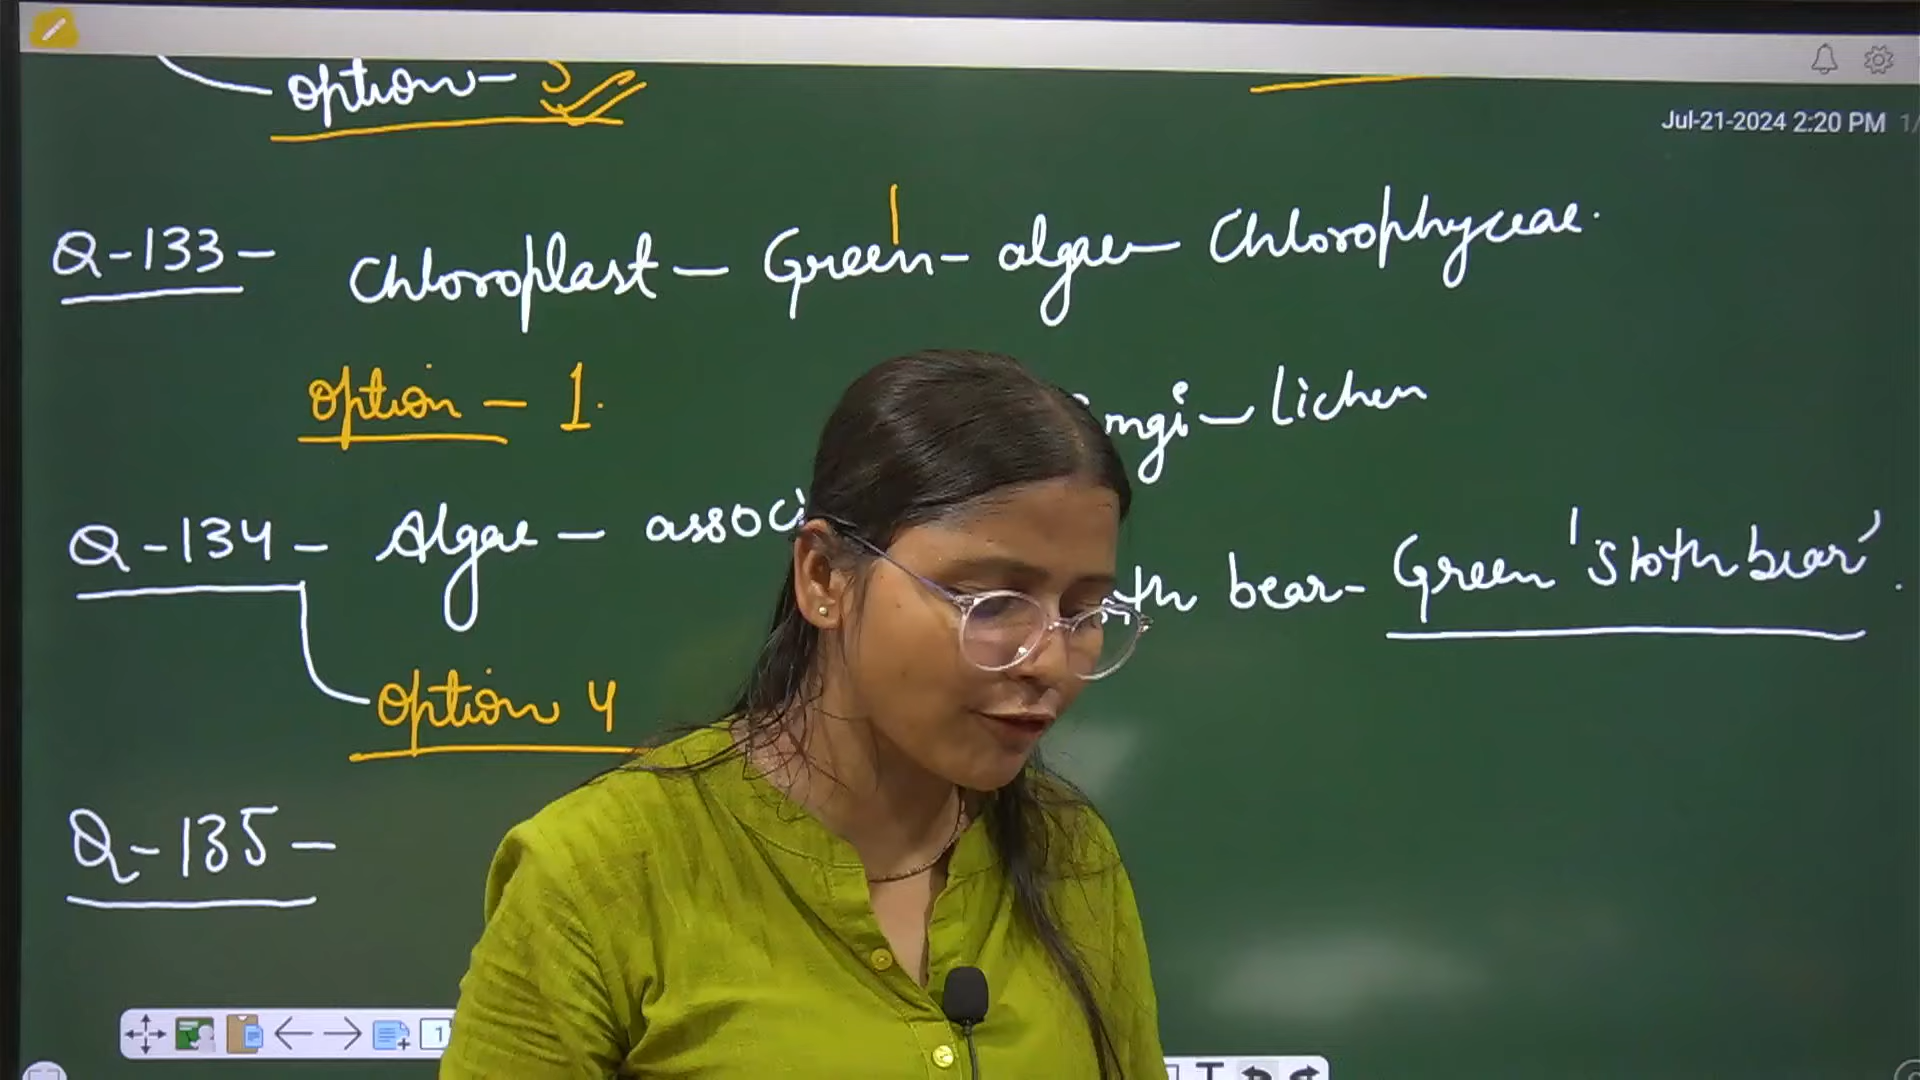 option-
Jul-21-2024 2:20 PM
Q-133- Chloroplast - Green - algae - Chlorophyceae.
option - 1.
ngi - lichen
Q-134 - Algae - associ
th bear - Green 'sloth bear'.
option 4
Q-135 -
1
T